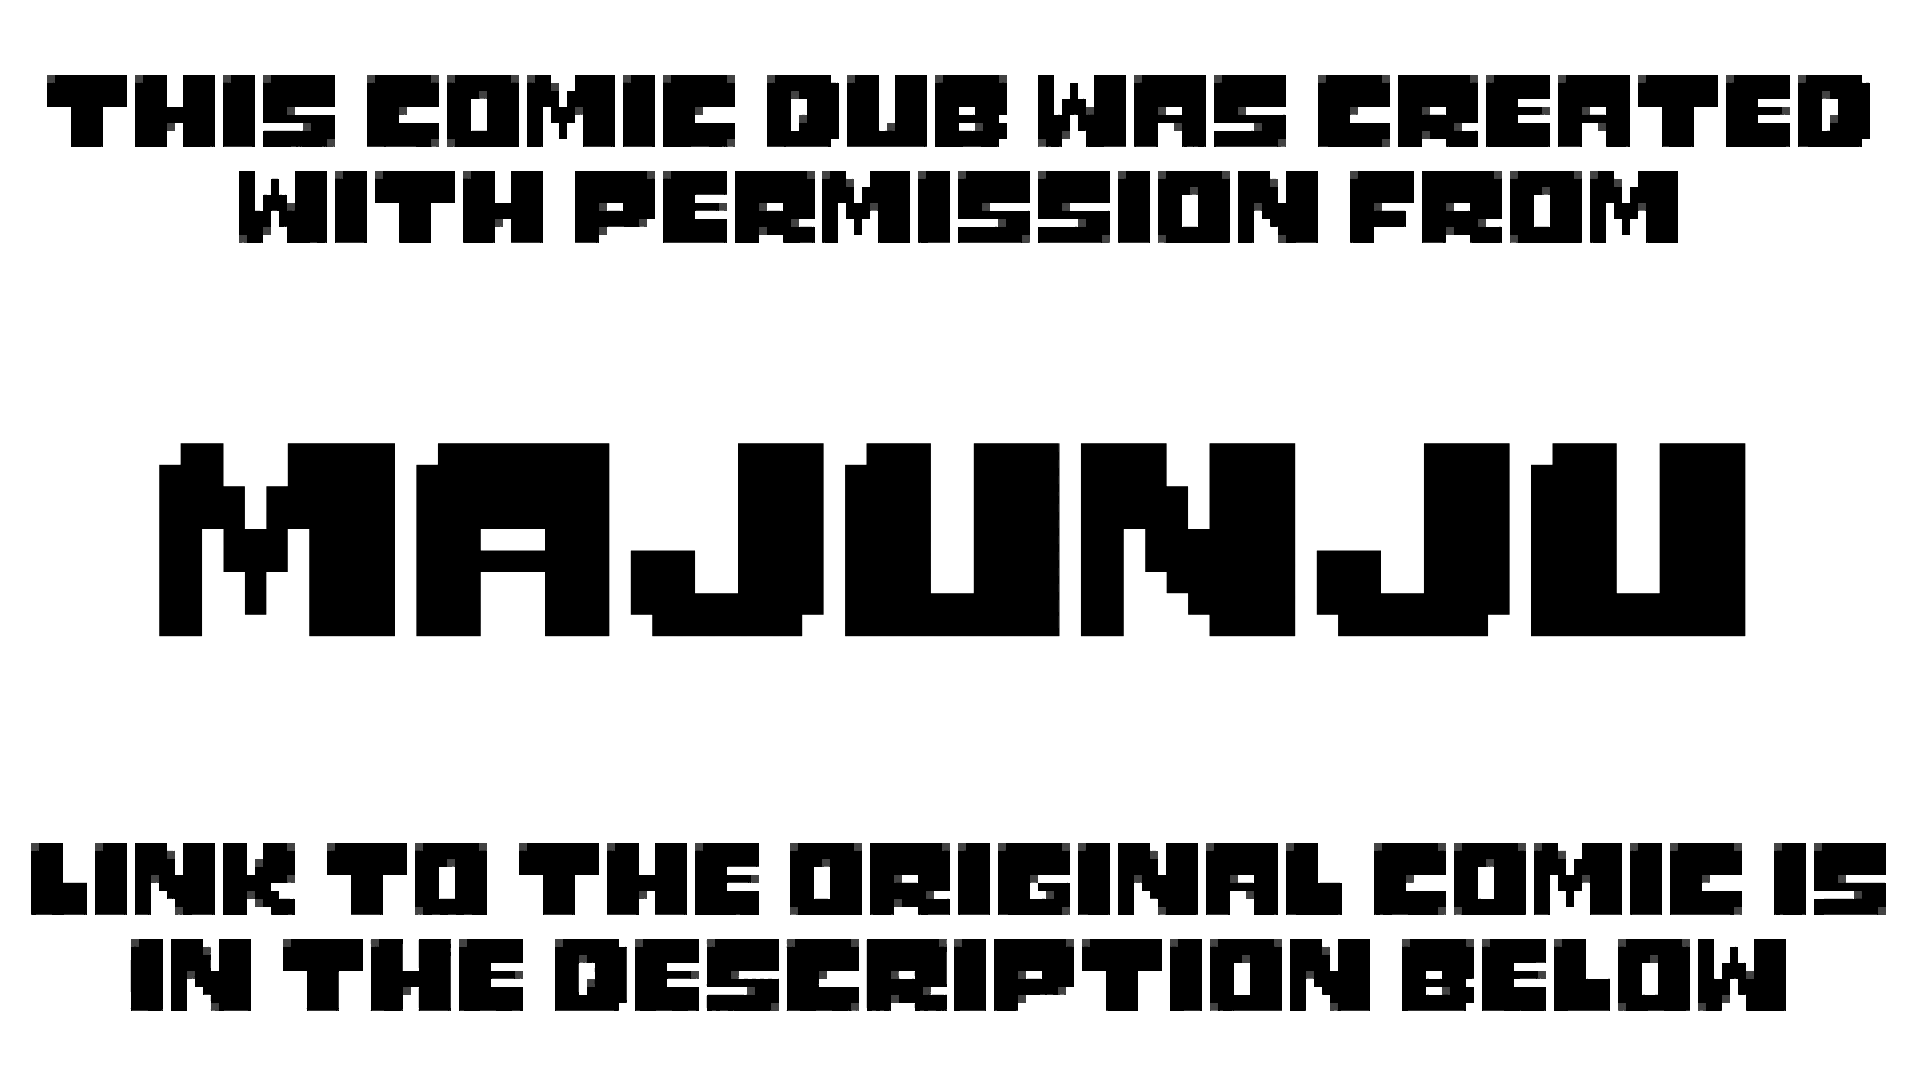 THIS COMIC DUB WAS CREATED
WITH PERMISSION FROM
MAJUNJU
LINK TO THE ORIGINAL COMIC IS
IN THE DESCRIPTION BELOW